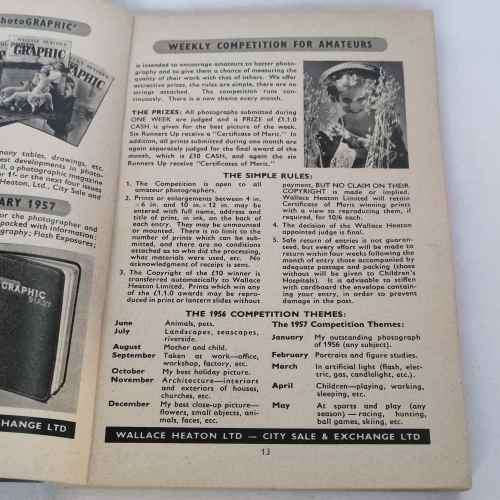 PhotoGRAPHIC'
GRAPHIC
GRAPHIC
many tables, drawings, etc.
test developments in photo-
ll, a photographic magazine
r 1/- or the next four issues
Heaton, Ltd., City Sale and
ARY 1957
or the photographer and
packed with information,
graphy; Flash Exposures;
GRAPHIC
HANGE LTD
WEEKLY COMPETITION FOR AMATEURS
is intended to encourage amateurs to better photo-
graphy and to give them a chance of measuring the
quality of their work with that of others. We offer
attractive prizes, the rules are simple, there are no
strings attached. The competition runs con-
tinuously. There is a new theme every month.
THE PRIZES: All photographs submitted during
ONE WEEK are judged and a PRIZE of £1.1.0
CASH is given for the best picture of the week.
Six Runners Up receive a "Certificate of Merit." In
addition, all prints submitted during one month are
again separately judged for the final award of the
month, which is £10 CASH, and again the six
Runners Up receive "Certificates of Merit."
THE SIMPLE RULES:
1. The Competition is open to all
amateur photographers.
2. Prints or enlargements between 4 in.
×6 in. and 10 in.×12 in. may be
entered with full name, address and
title of print, in ink, on the back of
each entry. They may be unmounted
or mounted. There is no limit to the
number of prints which can be sub-
mitted, and there are no conditions
attached as to who did the processing,
what materials were used, etc. No
acknowledgment of receipt is sent.
3. The Copyright of the £10 winner is
transferred automatically to Wallace
Heaton Limited. Prints which win any
of the £1.1.0 awards may be repro-
duced in print or lantern slides without
payment, BUT NO CLAIM ON THEIR
COPYRIGHT is made or implied.
Wallace Heaton Limited will retain
Certificate of Merit winning prints
with a view to reproducing them, if
required, for 10/6 each.
4. The decision of the Wallace Heaton
appointed judge is final.
5. Safe return of entries is not guaran-
teed, but every effort will be made to
return within four weeks following the
month of entry those accompanied by
adequate postage and packing (those
without will be given to Children's
Hospitals). It is advisable to stiffen
with cardboard the envelope contain-
ing your entry, in order to prevent
damage in the post.
THE 1956 COMPETITION THEMES:
June Animals, pets.
July Landscapes, seascapes,
riverside.
August Mother and child.
September Taken at work—office,
workshop, factory, etc.
October My best holiday picture.
November Architecture—interiors
and exteriors of houses,
churches, etc.
December My best close-up picture—
flowers, small objects, ani-
mals, faces, etc.
The 1957 Competition Themes:
January My outstanding photograph
of 1956 (any subject).
February Portraits and figure studies.
March In artificial light (flash, elec-
tric, gas, candlelight, etc.).
April Children—playing, working,
sleeping, etc.
May At sports and play (any
season) — racing, hunting,
ball games, skiing, etc.
WALLACE HEATON LTD — CITY SALE & EXCHANGE LTD
13